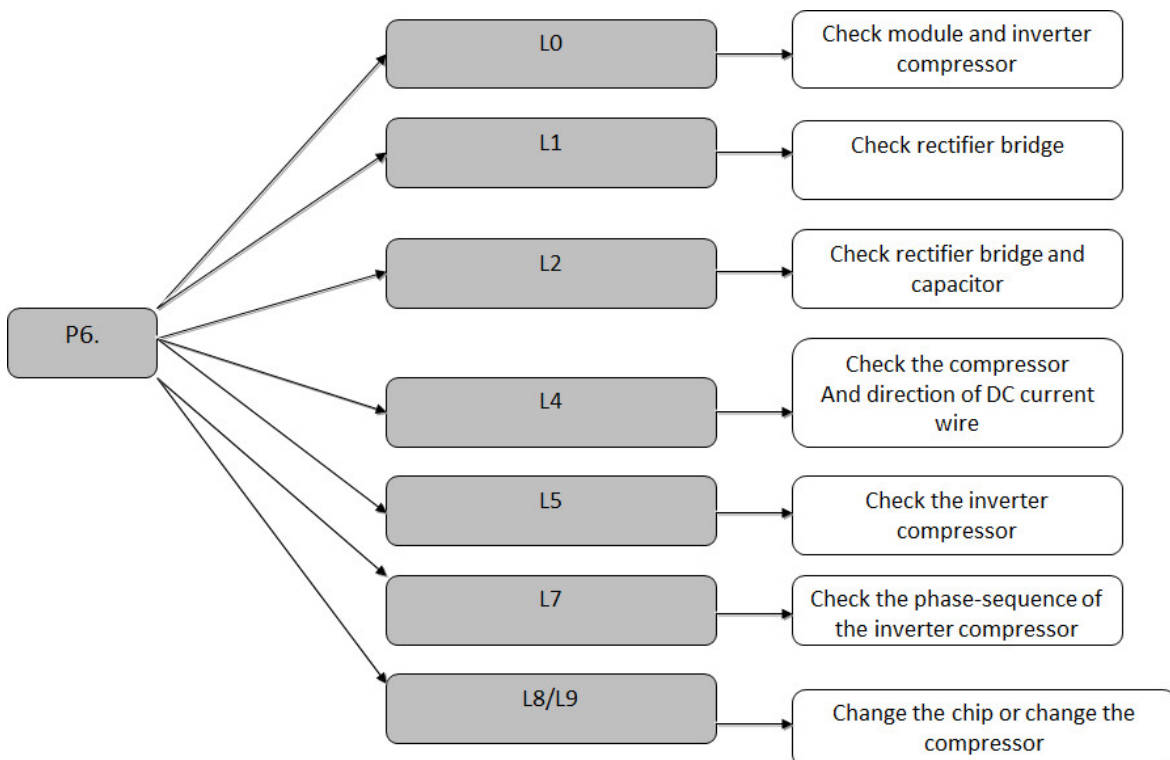 L0
Check module and inverter
compressor
L1
Check rectifier bridge
L2
Check rectifier bridge and
capacitor
P6.
L4
Check the compressor
And direction of DC current
wire
L5
Check the inverter
compressor
L7
Check the phase-sequence of
the inverter compressor
L8/L9
Change the chip or change the
compressor